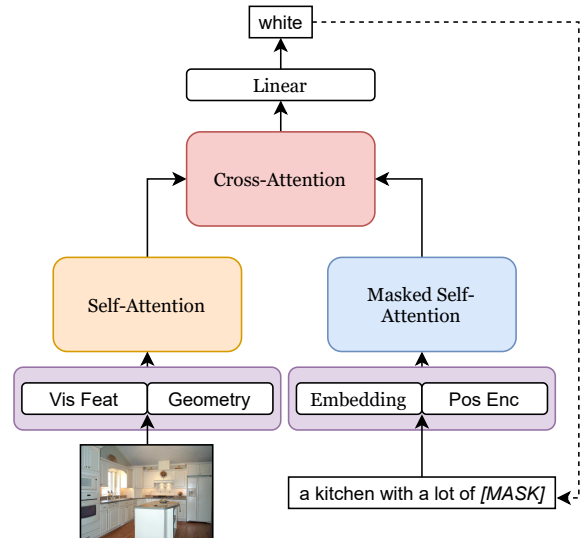 white
Linear
Cross-Attention
Self-Attention
Masked Self-
Attention
Vis Feat Geometry
Embedding Pos Enc
a kitchen with a lot of [MASK]